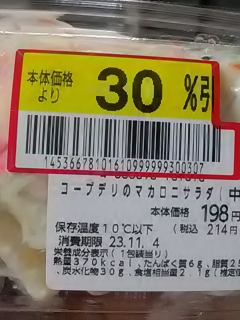 本体価格
より 30 %引
1453667810161099999930030?
コープデリのマカロニサラダ(中
本体価格 198円
保存温度10℃以下 (税込 214円
消費期限 23.11. 4
栄養成分表示(1包装当り)
熱量370kcal、たんぱく質6g、脂質25
、炭水化物30g、食塩相当量2.1g(推定値